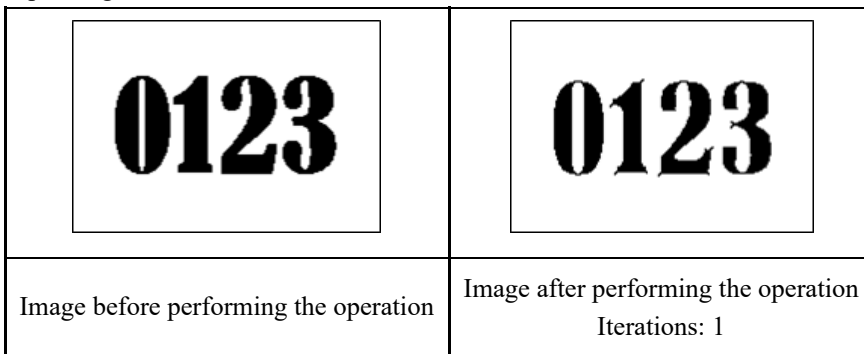 0123
0123
Image before performing the operation
Image after performing the operation
Iterations: 1